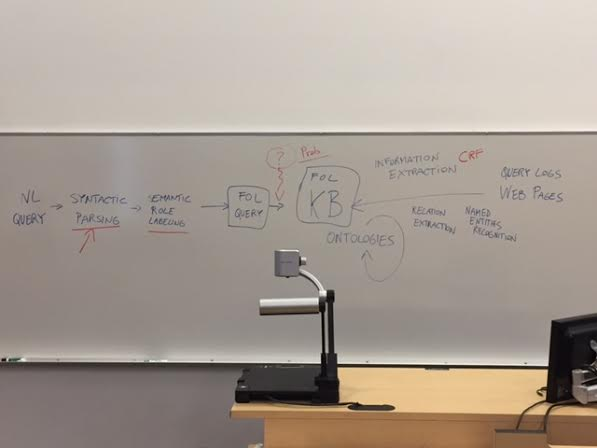 ?
Prob
INFORMATION
EXTRACTION
CRF
QUERY LOGS
WEB PAGES
NL
QUERY
SYNTACTIC
PARSING
SEMANTIC
ROLE
LABELING
FOL
QUERY
FOL
KB
ONTOLOGIES
RELATION
EXTRACTION
NAMED
ENTITIES
RECOGNITION